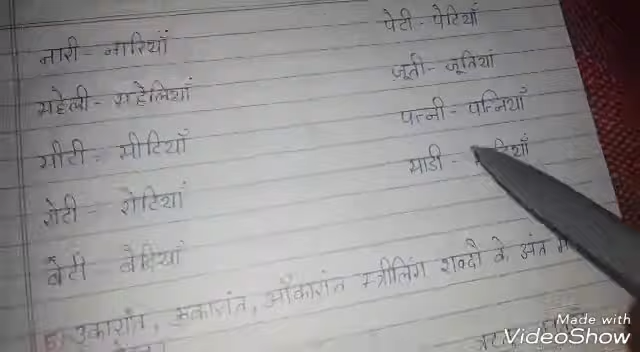 नारी - नारियाँ
सहेली - सहेलियाँ
सीटी - सीटियाँ
रोटी - रोटियां
बेटी बेटियां
पेटी - पेटियाँ
जूती - जूतियां
पत्नी - पत्नियाँ
साडी -
उकारांत, ऊकारांत, औकारांत स्त्रीलिंग शब्दों के अंत में
Made with
VideoShow